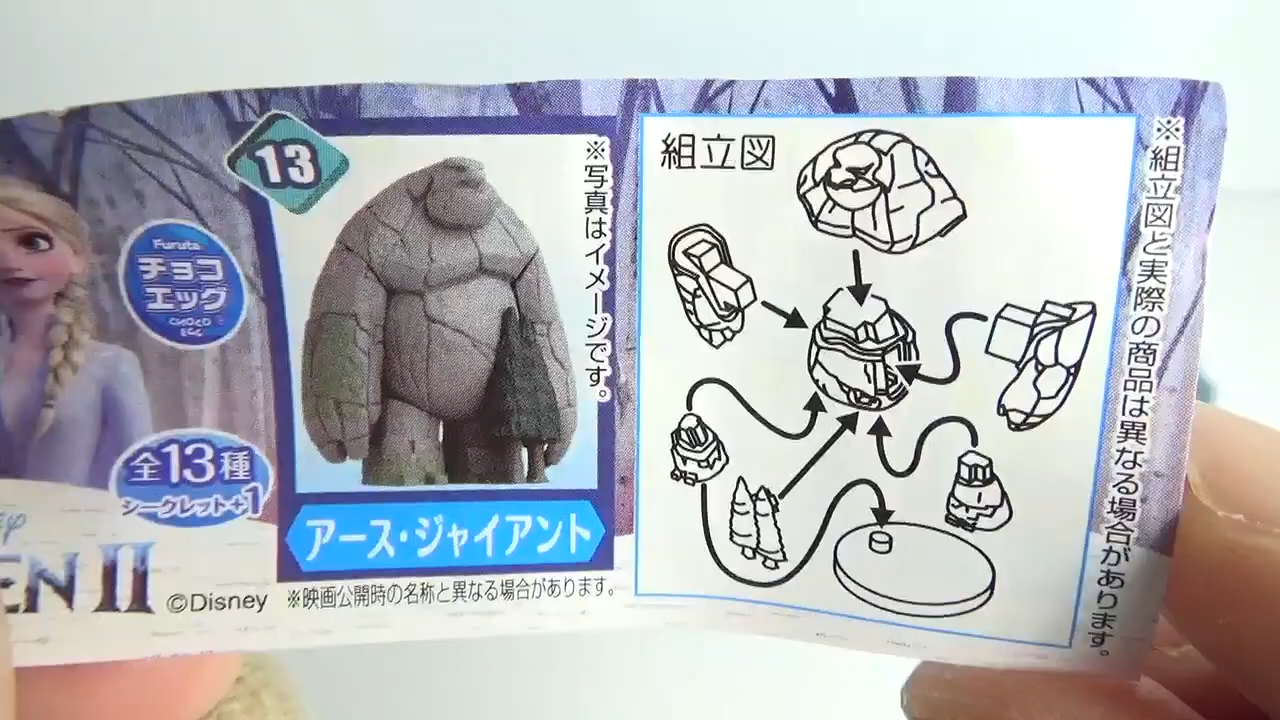 13
※写真はイメージです。
Furuta
チョコ
エッグ
CHOCO
EGG
全13種
シークレット+1
EN II
©Disney
アース・ジャイアント
※映画公開時の名称と異なる場合があります。
組立図
※組立図と実際の商品は異なる場合があります。